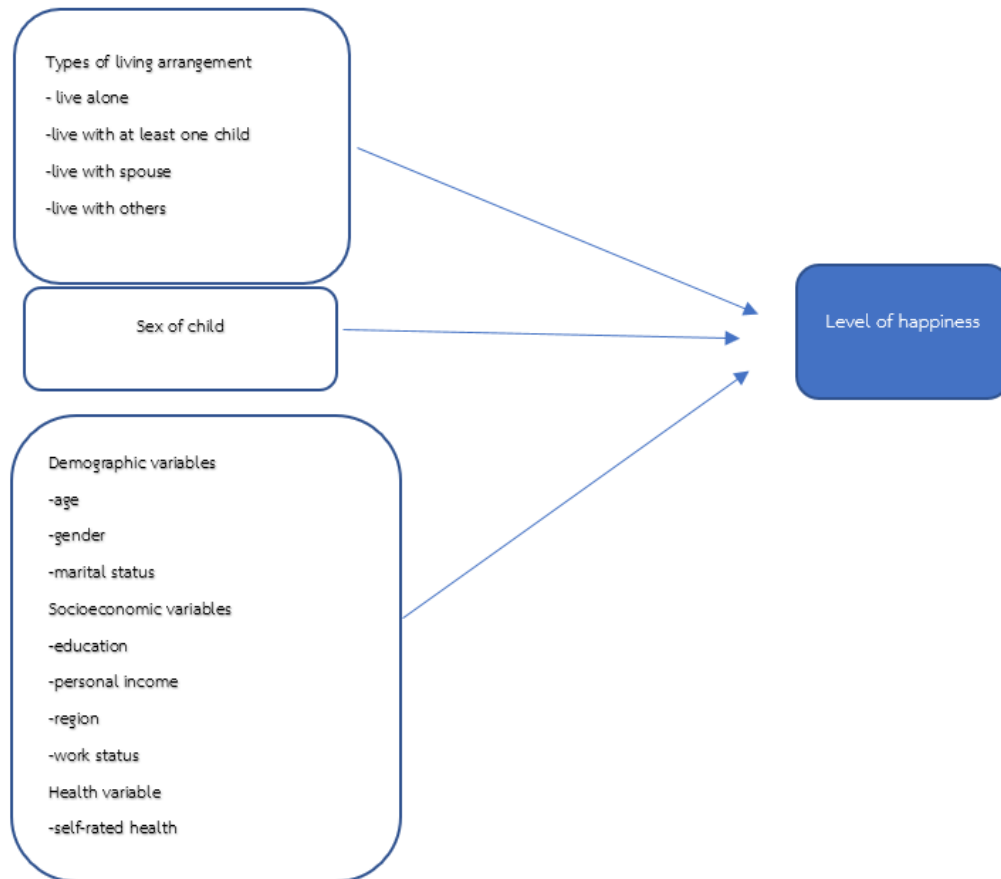 Types of living arrangement
- live alone
-live with at least one child
-live with spouse
-live with others
Sex of child
Level of happiness
Demographic variables
-age
-gender
-marital status
Socioeconomic variables
-education
-personal income
-region
-work status
Health variable
-self-rated health